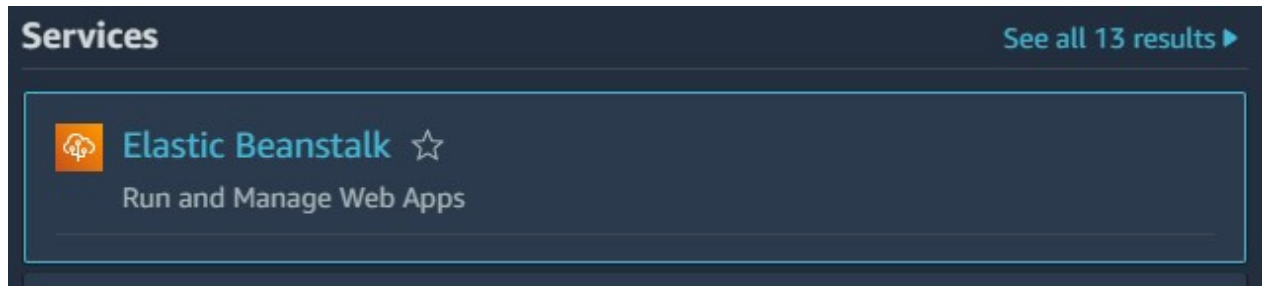 Services
See all 13 results
Elastic Beanstalk
Run and Manage Web Apps